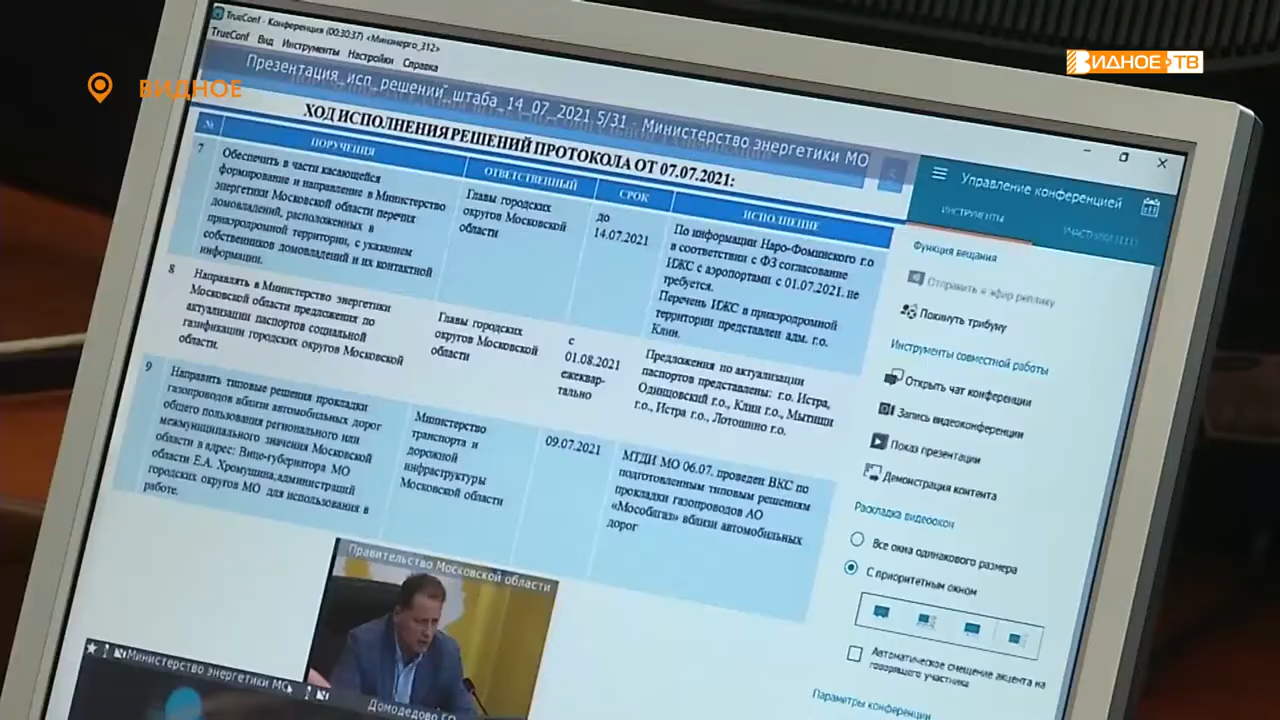 ВИДНОЕ
ВИДНОЕ ТВ
TrueConf - Конференция (00:30:37) <Минэнерго_312>
TrueConf Вид Инструменты Настройки Справка
Презентация_исп_решении_штаба_14_07_2021 5/31 - Министерство энергетики МО
ХОД ИСПОЛНЕНИЯ РЕШЕНИЙ ПРОТОКОЛА ОТ 07.07.2021:
№ ПОРУЧЕНИЯ ОТВЕТСТВЕННЫЙ СРОК ИСПОЛНЕНИЕ
7
Обеспечить в части касающейся
формирование и направление в Министерство
энергетики Московской области перечня
домовладений, расположенных в
приаэродромной территории, с указанием
собственников домовладений и их контактной
информации.
Главы городских
округов Московской
области
до
14.07.2021
По информации Наро-Фоминского г.о
в соответствии с ФЗ согласование
ИЖС с аэропортами с 01.07.2021. не
требуется.
Перечень ИЖС в приаэродромной
территории представлен адм. г.о.
Клин.
8
Направлять в Министерство энергетики
Московской области предложения по
актуализации паспортов социальной
газификации городских округов Московской
области.
Главы городских
округов Московской
области
с
01.08.2021
ежеквар-
тально
Предложения по актуализации
паспортов представлены: г.о. Истра,
Одинцовский г.о., Клин г.о., Мытищи
г.о., Истра г.о., Лотошино г.о.
9
Направить типовые решения прокладки
газопроводов вблизи автомобильных дорог
общего пользования регионального или
межмуниципального значения Московской
области в адрес: Вице-губернатора МО
области Е.А. Хромушина,администраций
городских округов МО для использования в
работе.
Министерство
транспорта и
дорожной
инфраструктуры
Московской области
09.07.2021
МТДИ МО 06.07. проведен ВКС по
подготовленным типовым решениям
прокладки газопроводов АО
«Мособлгаз» вблизи автомобильных
дорог
Управление конференцией
ИНСТРУМЕНТЫ
Функция вещания
Отправить в эфир реплику
Покинуть трибуну
Инструменты совместной работы
Открыть чат конференции
Запись видеоконференции
Показ презентации
Демонстрация контента
Раскладка видеоокон
Все окна одинакового размера
С приоритетным окном
Автоматическое смещение акцента на
говорящего участника
Параметры конференции
Правительство Московской области
Министерство энергетики МО
Домодедово ГО